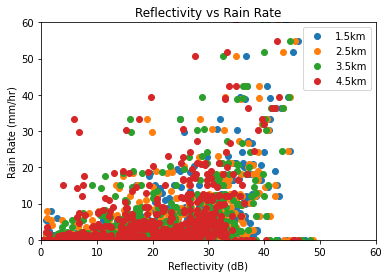 Reflectivity vs Rain Rate
60
50
40
30
20
10
0
Rain Rate (mm/hr)
1.5km
2.5km
3.5km
4.5km
0 10 20 30 40 50 60
Reflectivity (dB)